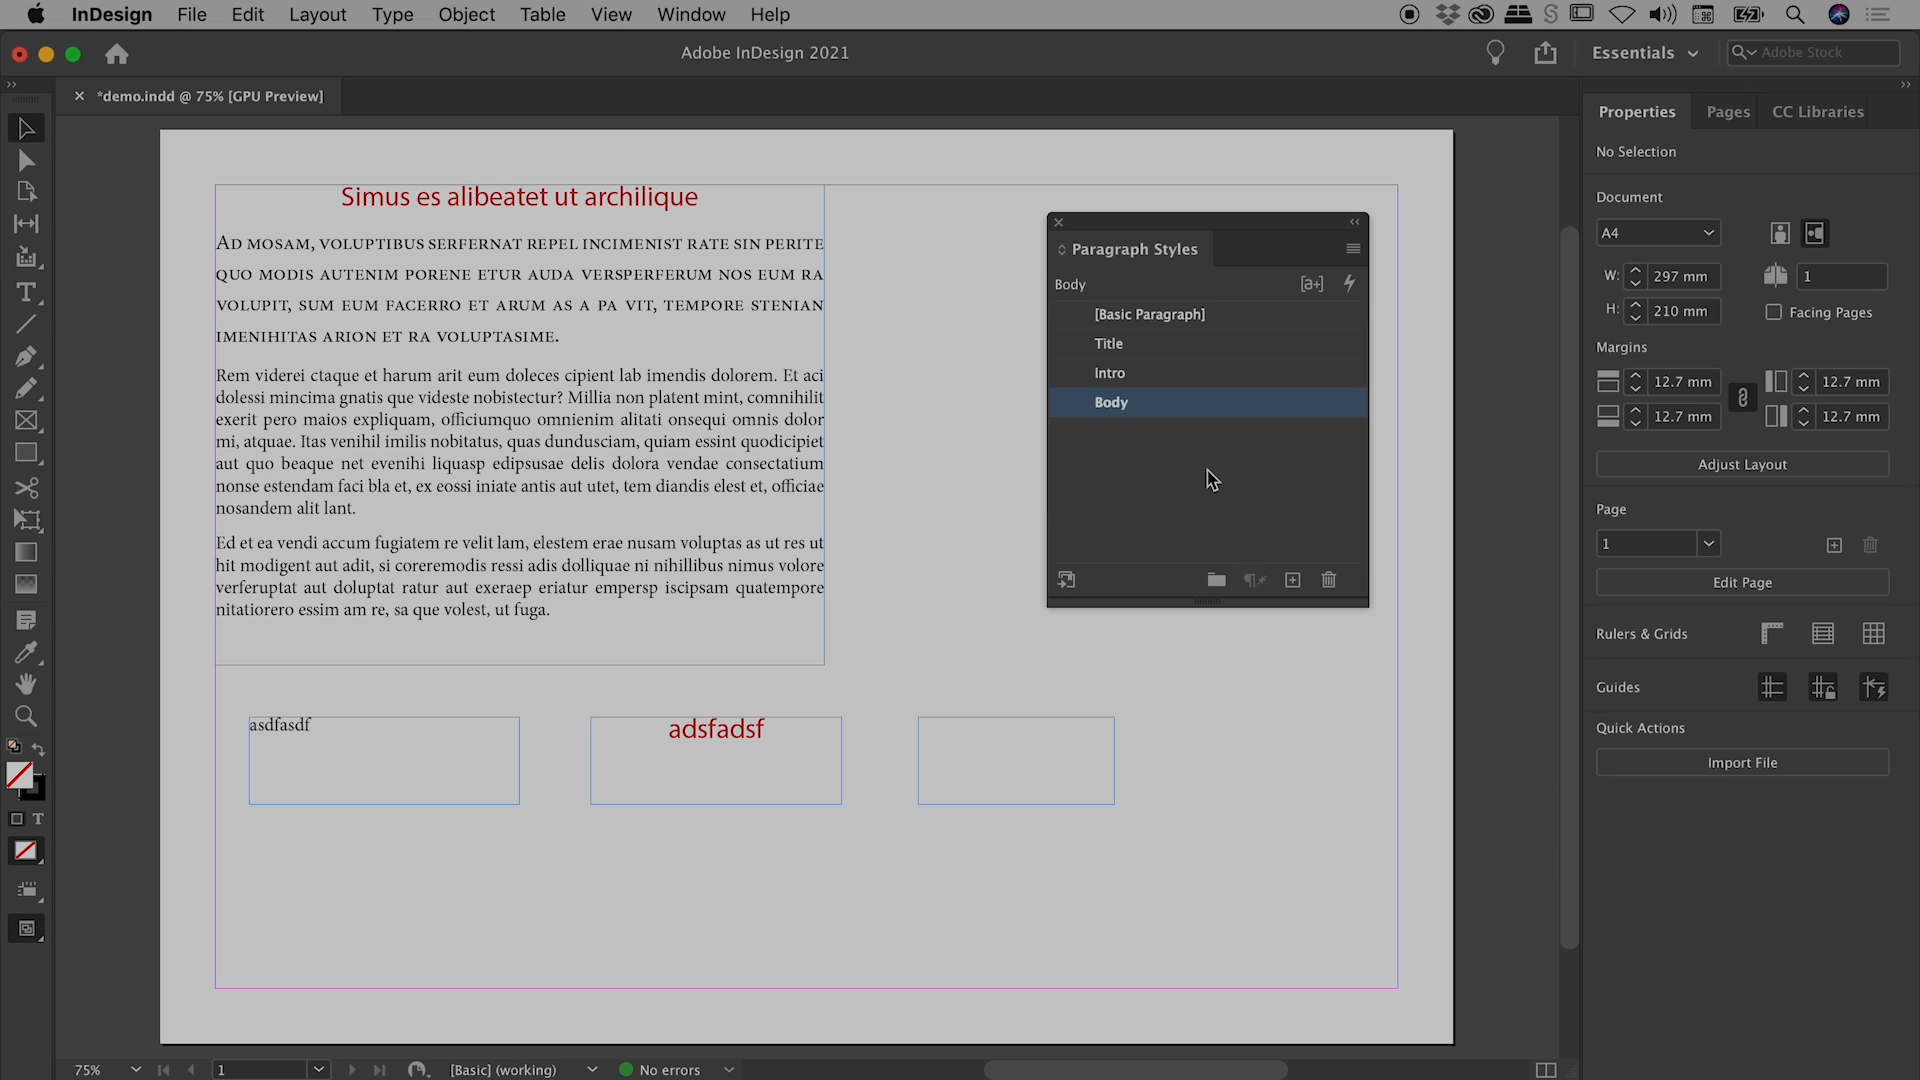 InDesign File Edit Layout Type Object Table View Window Help
Adobe InDesign 2021
Essentials
Adobe Stock
*demo.indd @ 75% [GPU Preview]
Simus es alibeatet ut archilique
Ad mosam, voluptibus serfernat repel incimenist rate sin perite
quo modis autenim porene etur auda versperferum nos eum ra
volupit, sum eum facerro et arum as a pa vit, tempore stenian
imenihitas arion et ra voluptasime.
Rem viderei ctaque et harum arit eum doleces cipient lab imendis dolorem. Et aci
dolessi mincima gnatis que videste nobistectur? Millia non platent mint, comnihilit
exerit pero maios expliquam, officiumquo omnienim alitati onsequi omnis dolor
mi, atquae. Itas venihil imilis nobitatus, quas dundusciam, quiam essint quodicipiet
aut quo beaque net evenihi liquasp edipsusae delis dolora vendae consectatium
nonse estendam faci bla et, ex eossi iniate antis aut utet, tem diandis elest et, officiae
nosandem alit lant.
Ed et ea vendi accum fugiatem re velit lam, elestem erae nusam voluptas as ut res ut
hit modigent aut adit, si coreremodis ressi adis dolliquae ni nihillibus nimus volore
verferuptat aut doluptat ratur aut exeraep eriatur empersp iscipsam quatempore
nitatiorero essim am re, sa que volest, ut fuga.
asdfasdf
adsfadsf
Paragraph Styles
Body
[a+]
[Basic Paragraph]
Title
Intro
Body
Properties
Pages
CC Libraries
No Selection
Document
A4
W: 297 mm
1
H: 210 mm
Facing Pages
Margins
12.7 mm
12.7 mm
12.7 mm
12.7 mm
Adjust Layout
Page
1
Edit Page
Rulers & Grids
Guides
Quick Actions
Import File
75%
1
[Basic] (working)
No errors